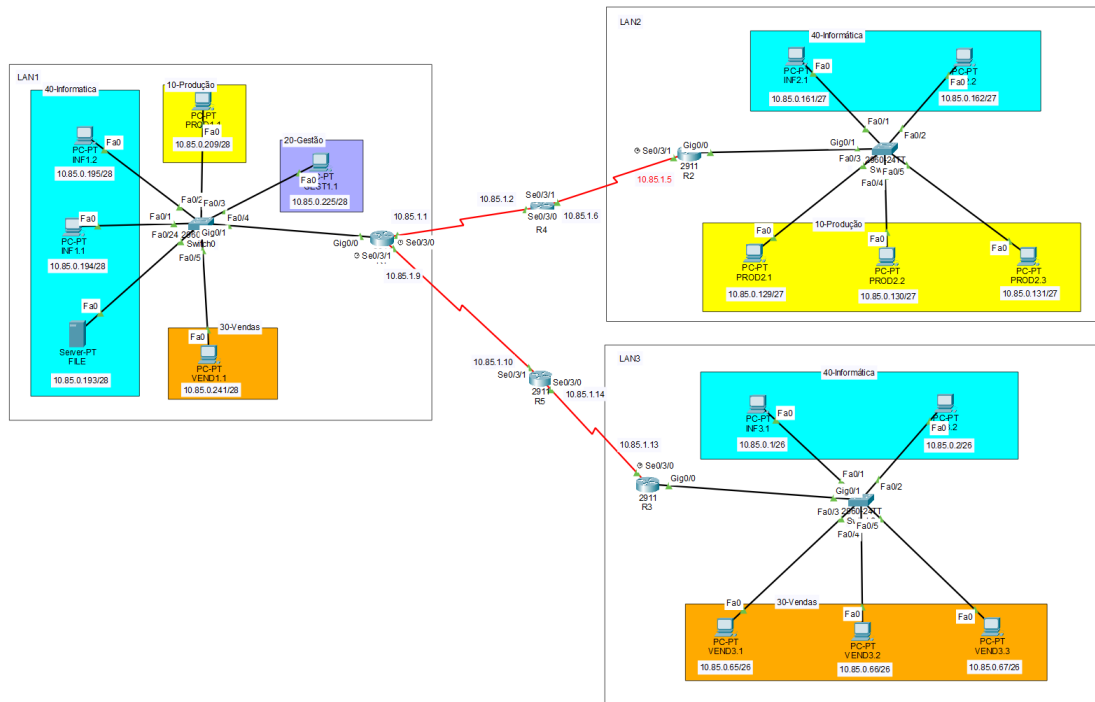 LAN1
40-Informatica
Fa0
PC-PT
INF1.2
10.85.0.195/28
Fa0
PC-PT
INF1.1
10.85.0.194/28
Fa0
Server-PT
FILE
10.85.0.193/28
10-Produção
PC-PT
Fa0
10.85.0.209/28
20-Gestão
Fa0
10.85.0.225/28
Fa0/2
Fa0/3
Fa0/1
Fa0/4
Fa0/24
Gig0/1
Switch0
Fa0/5
30-Vendas
Fa0
PC-PT
VEND1.1
10.85.0.241/28
Gig0/0
10.85.1.1
Se0/3/0
Se0/3/1
10.85.1.9
10.85.1.2
Se0/3/1
Se0/3/0
R4
10.85.1.6
10.85.1.5
Se0/3/1
2911
R2
Gig0/0
10.85.1.10
Se0/3/1
Se0/3/0
2911
R5
10.85.1.14
10.85.1.13
Se0/3/0
2911
R3
Gig0/0
LAN2
40-Informática
Fa0
PC-PT
INF2.1
10.85.0.161/27
PC-PT
Fa0
10.85.0.162/27
Fa0/1
Fa0/2
Gig0/1
Fa0/3
2960-24TT
Fa0/5
Fa0/4
10-Produção
Fa0
PC-PT
PROD2.1
10.85.0.129/27
Fa0
PC-PT
PROD2.2
10.85.0.130/27
Fa0
PC-PT
PROD2.3
10.85.0.131/27
LAN3
40-Informática
Fa0
PC-PT
INF3.1
10.85.0.1/26
PC-PT
Fa0
10.85.0.2/26
Fa0/1
Fa0/2
Gig0/1
Fa0/3
2960-24TT
Fa0/5
Fa0/4
30-Vendas
Fa0
PC-PT
VEND3.1
10.85.0.65/26
Fa0
PC-PT
VEND3.2
10.85.0.66/26
Fa0
PC-PT
VEND3.3
10.85.0.67/26